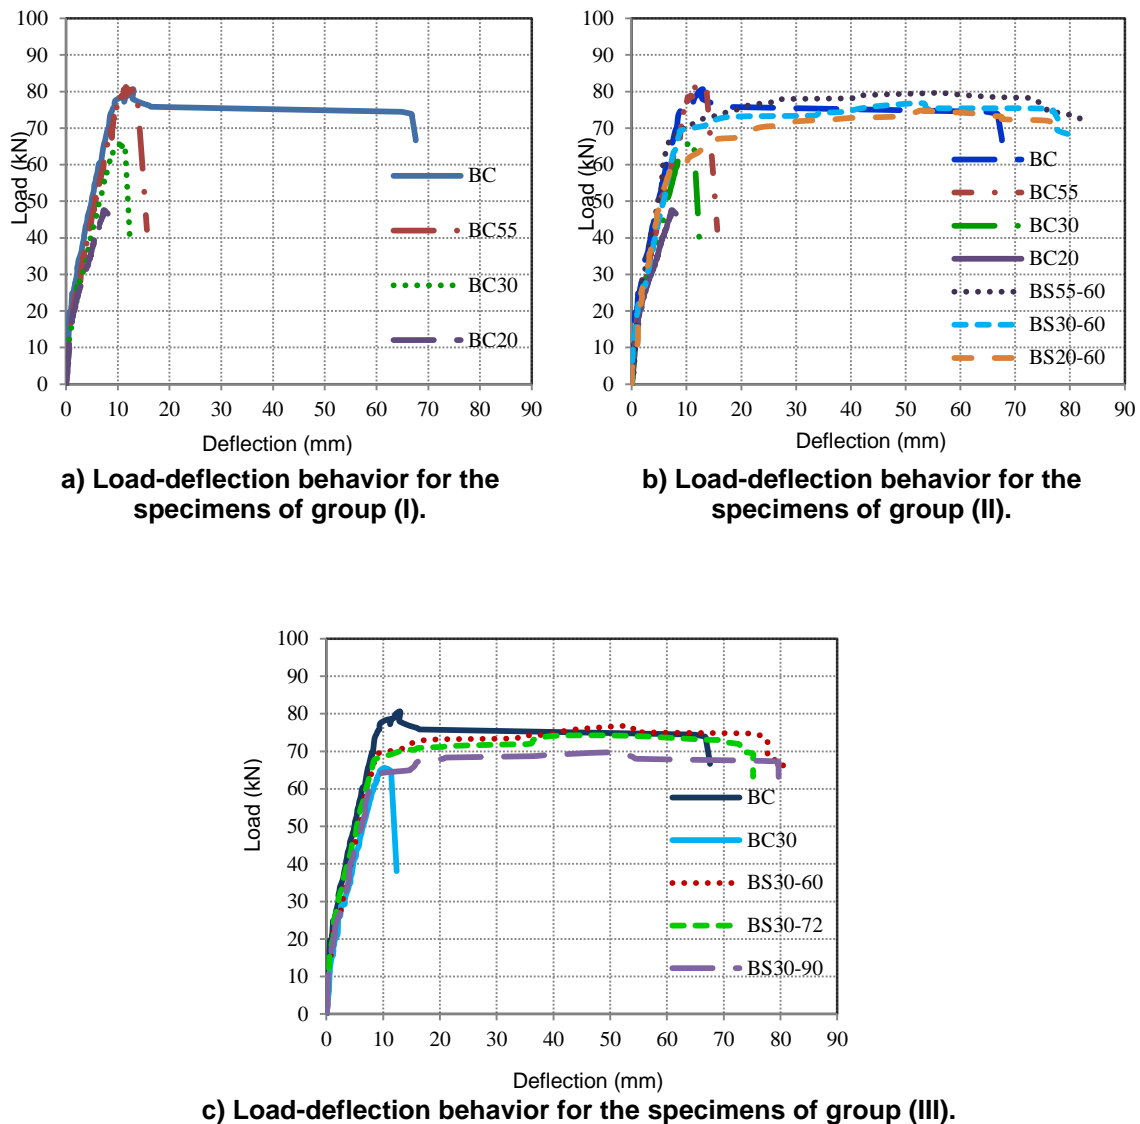 100
90
80
70
60
50
40
30
20
10
0
Load (kN)
0 10 20 30 40 50 60 70 80 90
Deflection (mm)
BC
BC55
BC30
BC20
a) Load-deflection behavior for the
specimens of group (I).
100
90
80
70
60
50
40
30
20
10
0
Load (kN)
0 10 20 30 40 50 60 70 80 90
Deflection (mm)
BC
BC55
BC30
BC20
BS55-60
BS30-60
BS20-60
b) Load-deflection behavior for the
specimens of group (II).
100
90
80
70
60
50
40
30
20
10
0
Load (kN)
0 10 20 30 40 50 60 70 80 90
Deflection (mm)
BC
BC30
BS30-60
BS30-72
BS30-90
c) Load-deflection behavior for the specimens of group (III).